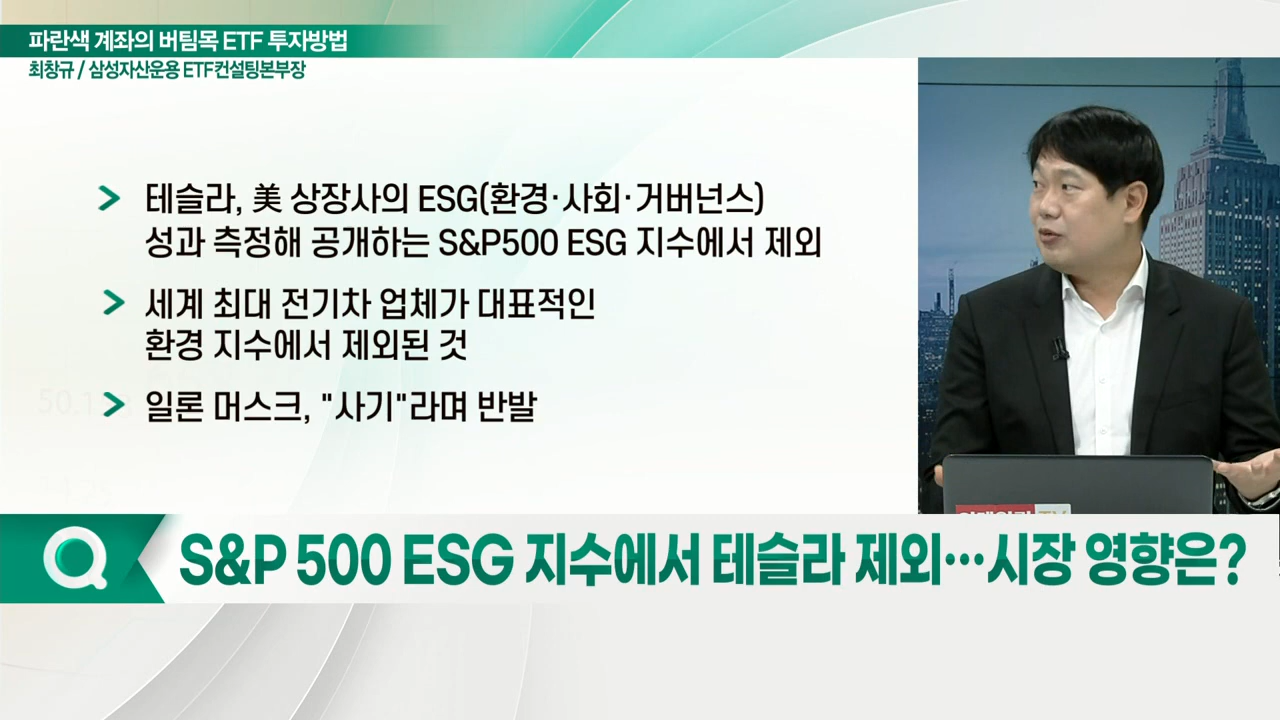 파란색 계좌의 버팀목 ETF 투자방법
최창규 / 삼성자산운용 ETF컨설팅본부장
테슬라, 美 상장사의 ESG(환경·사회·거버넌스)
성과 측정해 공개하는 S&P500 ESG 지수에서 제외
세계 최대 전기차 업체가 대표적인
환경 지수에서 제외된 것
일론 머스크, "사기"라며 반발
S&P 500 ESG 지수에서 테슬라 제외…시장 영향은?